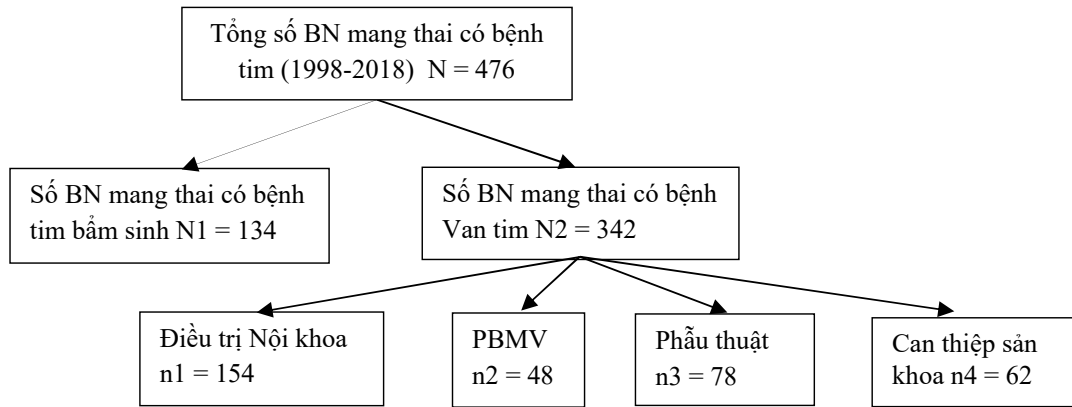 Tổng số BN mang thai có bệnh
tim (1998-2018) N = 476
Số BN mang thai có bệnh
tim bẩm sinh N1 = 134
Số BN mang thai có bệnh
Van tim N2 = 342
Điều trị Nội khoa
n1 = 154
PBMV
n2 = 48
Phẫu thuật
n3 = 78
Can thiệp sản
khoa n4 = 62